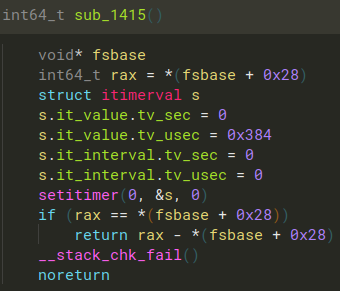 int64_t sub_1415()
void* fsbase
int64_t rax = *(fsbase + 0x28)
struct itimerval s
s.it_value.tv_sec = 0
s.it_value.tv_usec = 0x384
s.it_interval.tv_sec = 0
s.it_interval.tv_usec = 0
setitimer(0, &s, 0)
if (rax == *(fsbase + 0x28))
return rax - *(fsbase + 0x28)
__stack_chk_fail()
noreturn